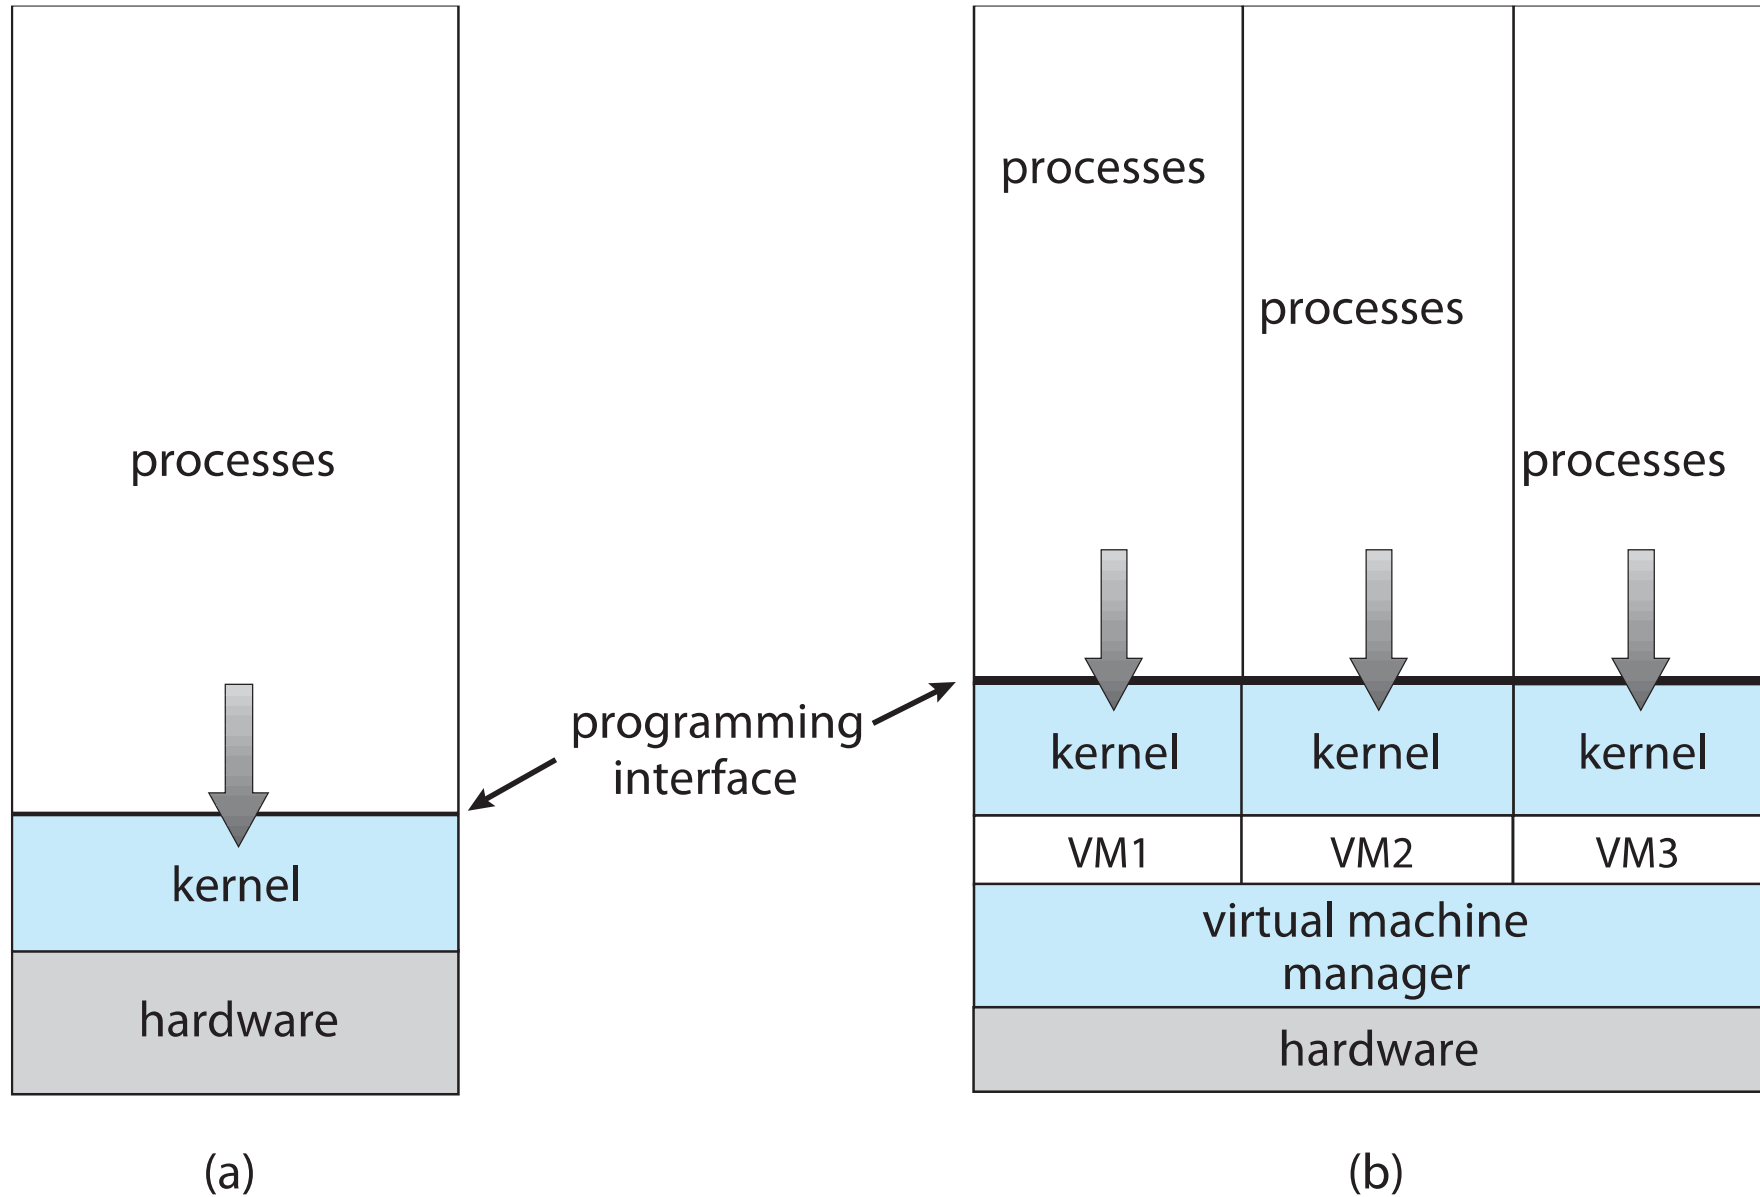 processes
kernel
hardware
(a)
programming
interface
processes
processes
processes
kernel
kernel
kernel
VM1
VM2
VM3
virtual machine
manager
hardware
(b)